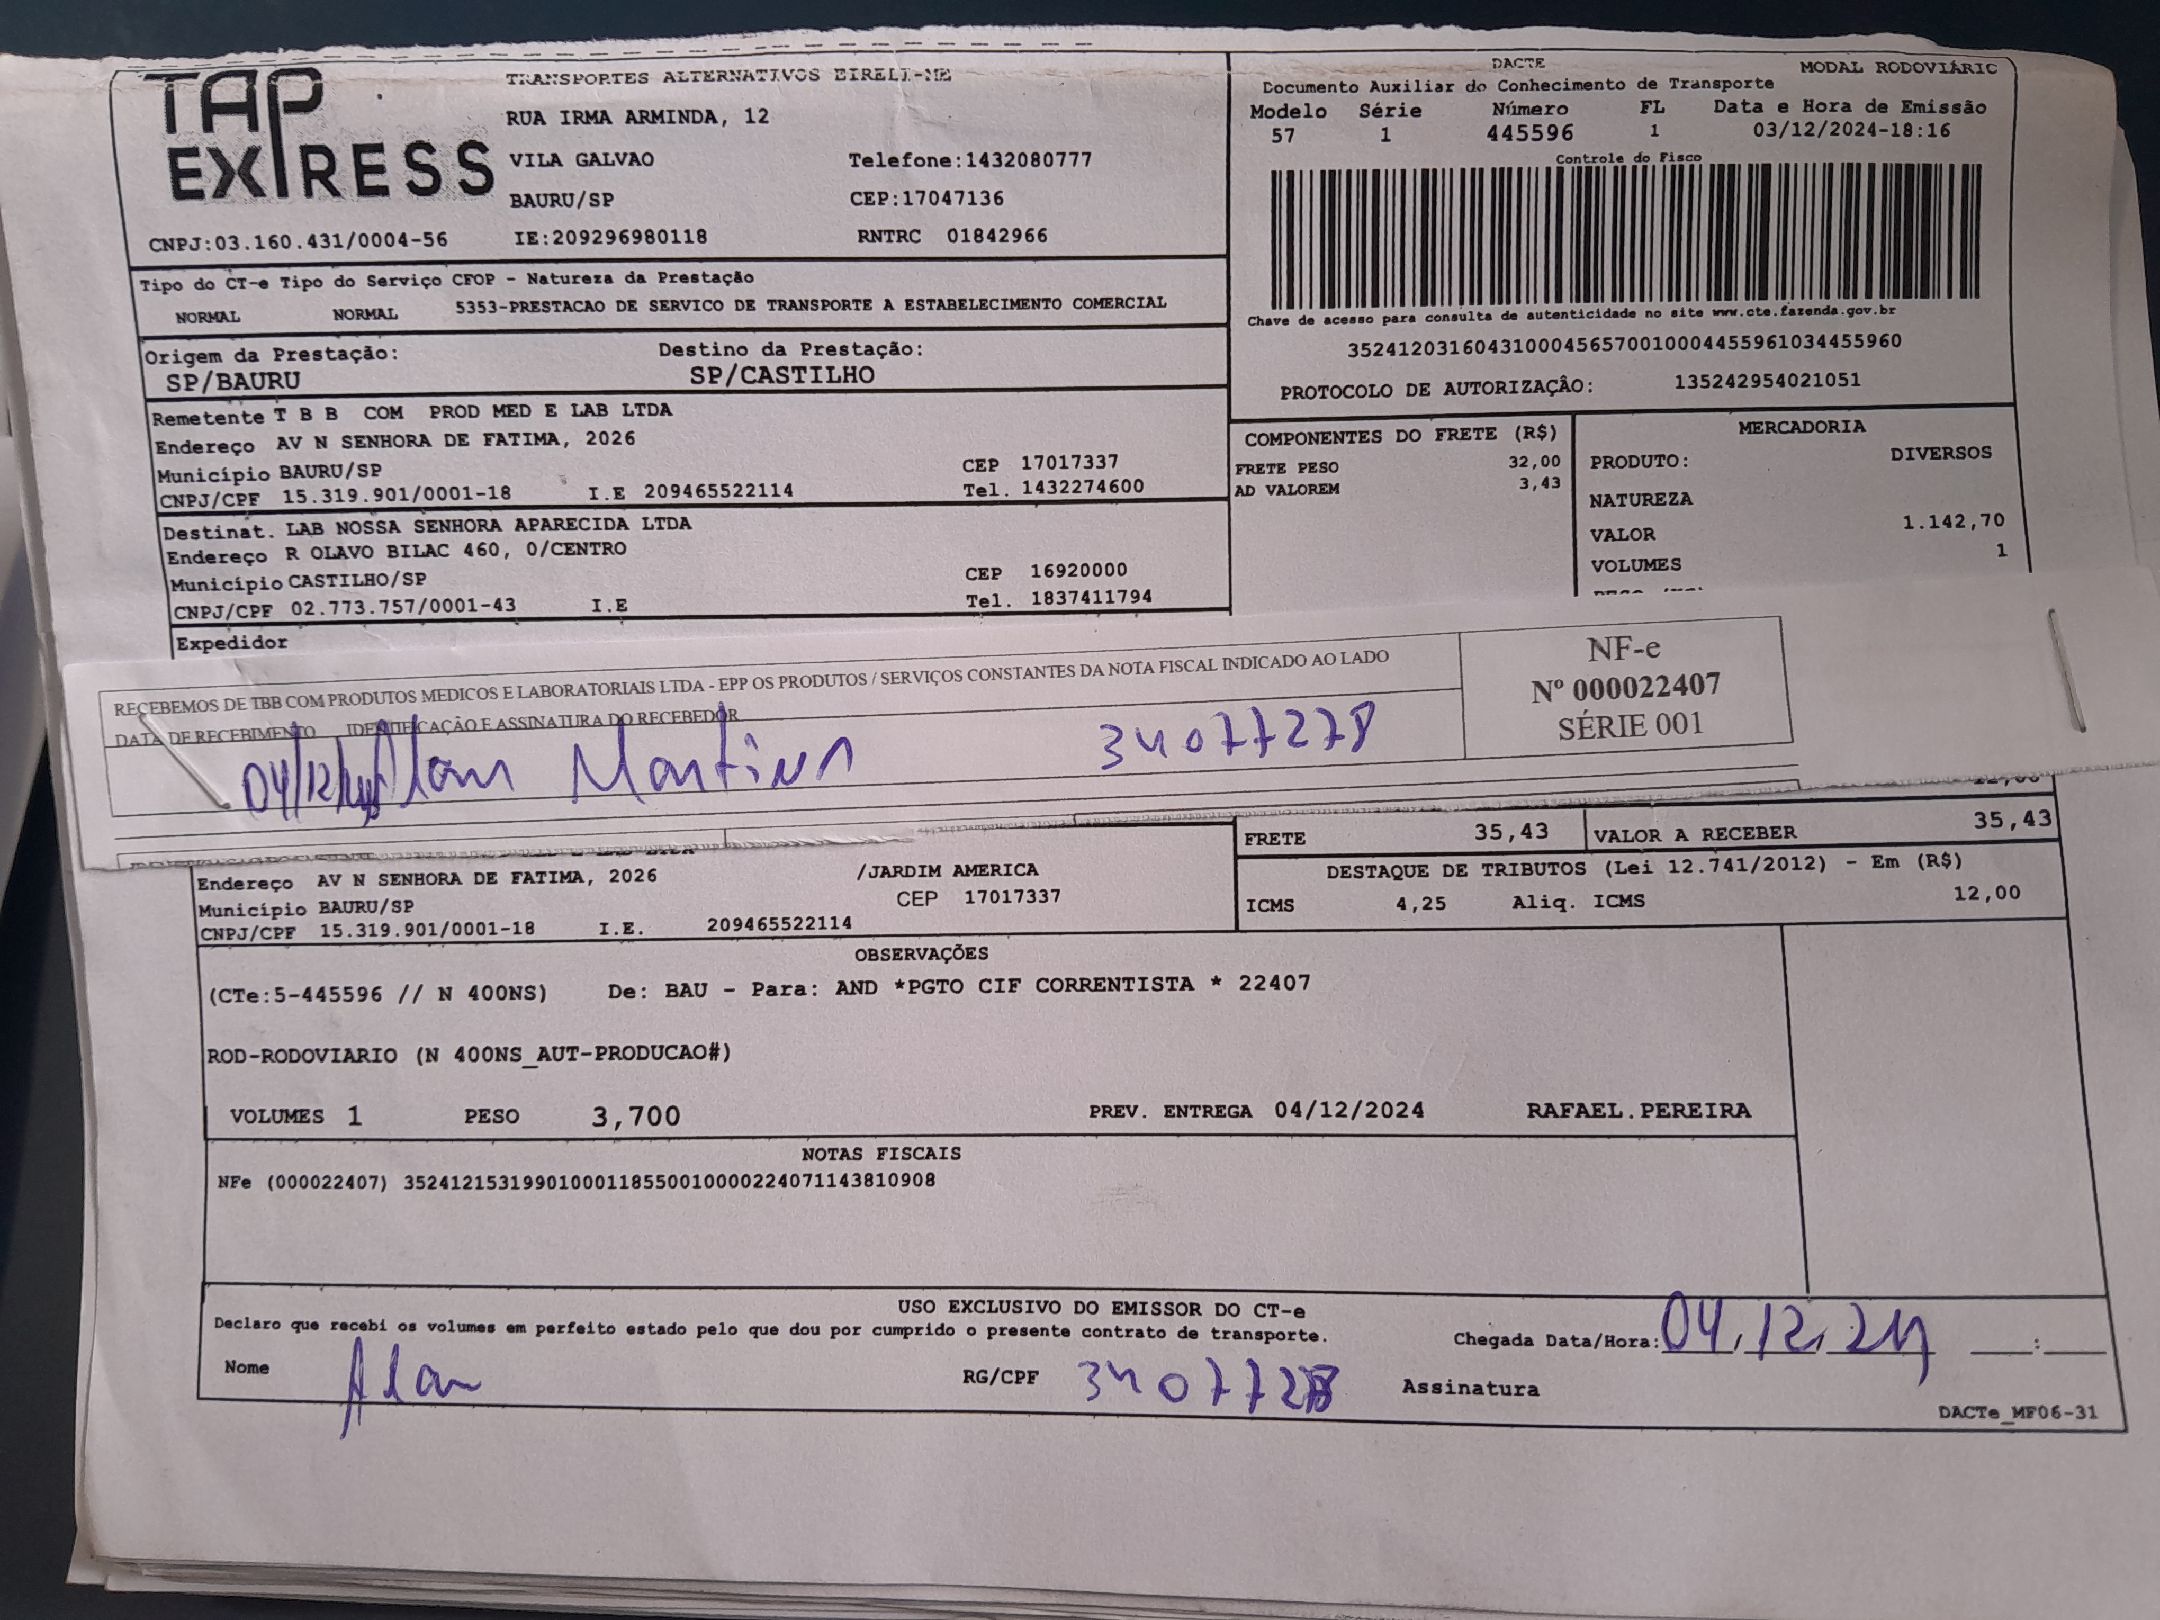 TAP EXPRESS
TRANSPORTES ALTERNATIVOS EIRELI-ME
RUA IRMA ARMINDA, 12
VILA GALVAO Telefone:1432080777
BAURU/SP CEP:17047136
CNPJ:03.160.431/0004-56 IE:209296980118 RNTRC 01842966
DACTE MODAL RODOVIÁRIO
Documento Auxiliar do Conhecimento de Transporte
Modelo Série Número FL Data e Hora de Emissão
57 1 445596 1 03/12/2024-18:16
Controle do Fisco
Chave de acesso para consulta de autenticidade no site www.cte.fazenda.gov.br
35241203160431000456570010004455961034455960
PROTOCOLO DE AUTORIZAÇÃO: 135242954021051
Tipo do CT-e Tipo do Serviço CFOP - Natureza da Prestação
NORMAL NORMAL 5353-PRESTACAO DE SERVICO DE TRANSPORTE A ESTABELECIMENTO COMERCIAL
Origem da Prestação: Destino da Prestação:
SP/BAURU SP/CASTILHO
Remetente T B B COM PROD MED E LAB LTDA
Endereço AV N SENHORA DE FATIMA, 2026
Município BAURU/SP CEP 17017337
CNPJ/CPF 15.319.901/0001-18 I.E 209465522114 Tel. 1432274600
Destinat. LAB NOSSA SENHORA APARECIDA LTDA
Endereço R OLAVO BILAC 460, 0/CENTRO
Município CASTILHO/SP CEP 16920000
CNPJ/CPF 02.773.757/0001-43 I.E Tel. 1837411794
Expedidor
COMPONENTES DO FRETE (R$)
FRETE PESO 32,00
AD VALOREM 3,43
MERCADORIA
PRODUTO: DIVERSOS
NATUREZA
VALOR 1.142,70
VOLUMES 1
RECEBEMOS DE TBB COM PRODUTOS MEDICOS E LABORATORIAIS LTDA - EPP OS PRODUTOS / SERVIÇOS CONSTANTES DA NOTA FISCAL INDICADO AO LADO
DATA DE RECEBIMENTO IDENTIFICAÇÃO E ASSINATURA DO RECEBEDOR
04/12/24 Alan Martins 34077278
NF-e
Nº 000022407
SÉRIE 001
FRETE 35,43 VALOR A RECEBER 35,43
DESTAQUE DE TRIBUTOS (Lei 12.741/2012) - Em (R$)
ICMS 4,25 Aliq. ICMS 12,00
Endereço AV N SENHORA DE FATIMA, 2026 /JARDIM AMERICA
Município BAURU/SP CEP 17017337
CNPJ/CPF 15.319.901/0001-18 I.E. 209465522114
OBSERVAÇÕES
(CTe:5-445596 // N 400NS) De: BAU - Para: AND *PGTO CIF CORRENTISTA * 22407
ROD-RODOVIARIO (N 400NS_AUT-PRODUCAO#)
VOLUMES 1 PESO 3,700 PREV. ENTREGA 04/12/2024 RAFAEL.PEREIRA
NOTAS FISCAIS
NFe (000022407) 35241215319901000118550010000224071143810908
USO EXCLUSIVO DO EMISSOR DO CT-e
Declaro que recebi os volumes em perfeito estado pelo que dou por cumprido o presente contrato de transporte.
Chegada Data/Hora: 04.12.24 :
Nome Alan RG/CPF 34077278 Assinatura
DACTe_MF06-31